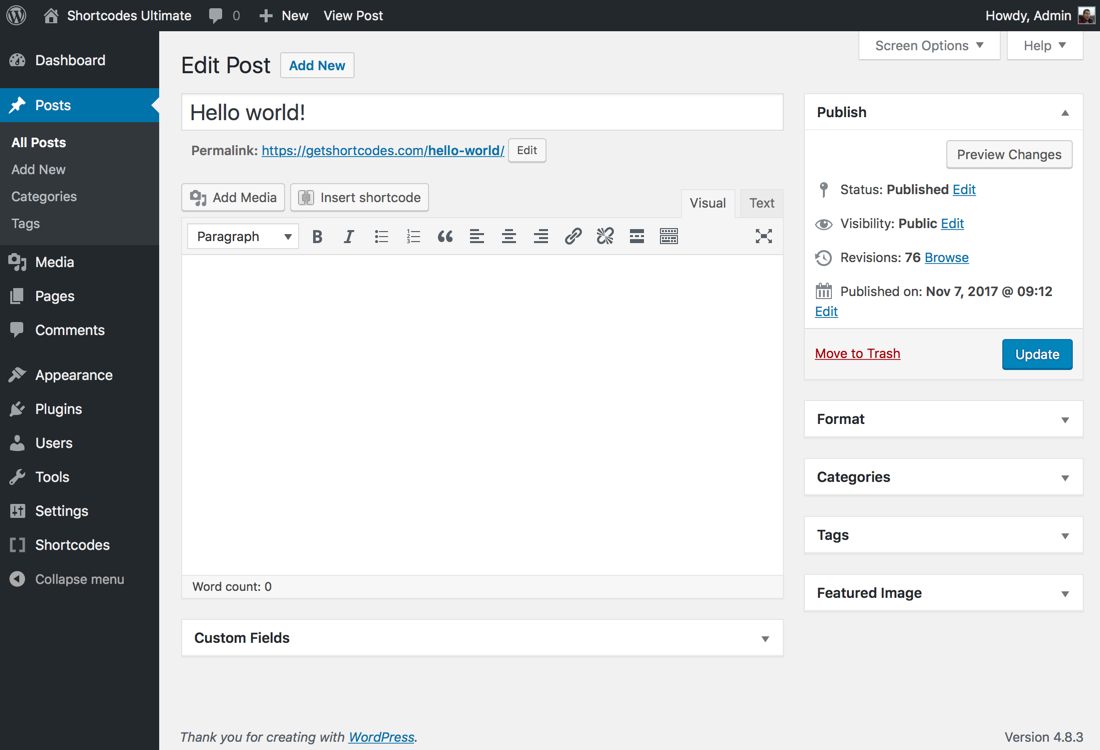 Shortcodes Ultimate 0 New View Post Howdy, Admin
Screen Options Help
Dashboard
Posts
All Posts
Add New
Categories
Tags
Media
Pages
Comments
Appearance
Plugins
Users
Tools
Settings
Shortcodes
Collapse menu
Edit Post Add New
Hello world!
Permalink: https://getshortcodes.com/hello-world/ Edit
Add Media Insert shortcode Visual Text
Paragraph B I
Word count: 0
Custom Fields
Publish
Preview Changes
Status: Published Edit
Visibility: Public Edit
Revisions: 76 Browse
Published on: Nov 7, 2017 @ 09:12
Edit
Move to Trash Update
Format
Categories
Tags
Featured Image
Thank you for creating with WordPress. Version 4.8.3